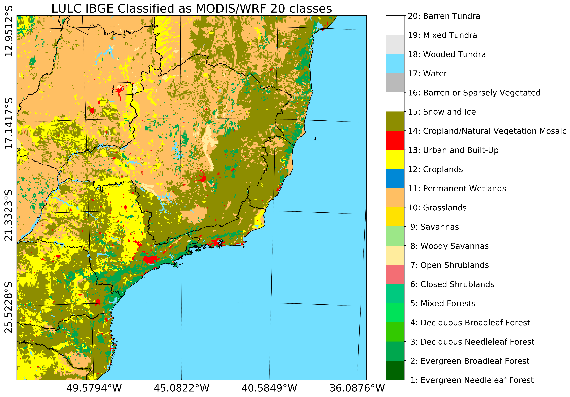 LULC IBGE Classified as MODIS/WRF 20 classes
12.9512°S
17.1417°S
21.3323°S
25.5228°S
49.5794°W
45.0822°W
40.5849°W
36.0876°W
20: Barren Tundra
19: Mixed Tundra
18: Wooded Tundra
17: Water
16: Barren or Sparsely Vegetated
15: Snow and Ice
14: Cropland/Natural Vegetation Mosaic
13: Urban and Built-Up
12: Croplands
11: Permanent Wetlands
10: Grasslands
9: Savannas
8: Woody Savannas
7: Open Shrublands
6: Closed Shrublands
5: Mixed Forests
4: Deciduous Broadleaf Forest
3: Deciduous Needleleaf Forest
2: Evergreen Broadleaf Forest
1: Evergreen Needleleaf Forest